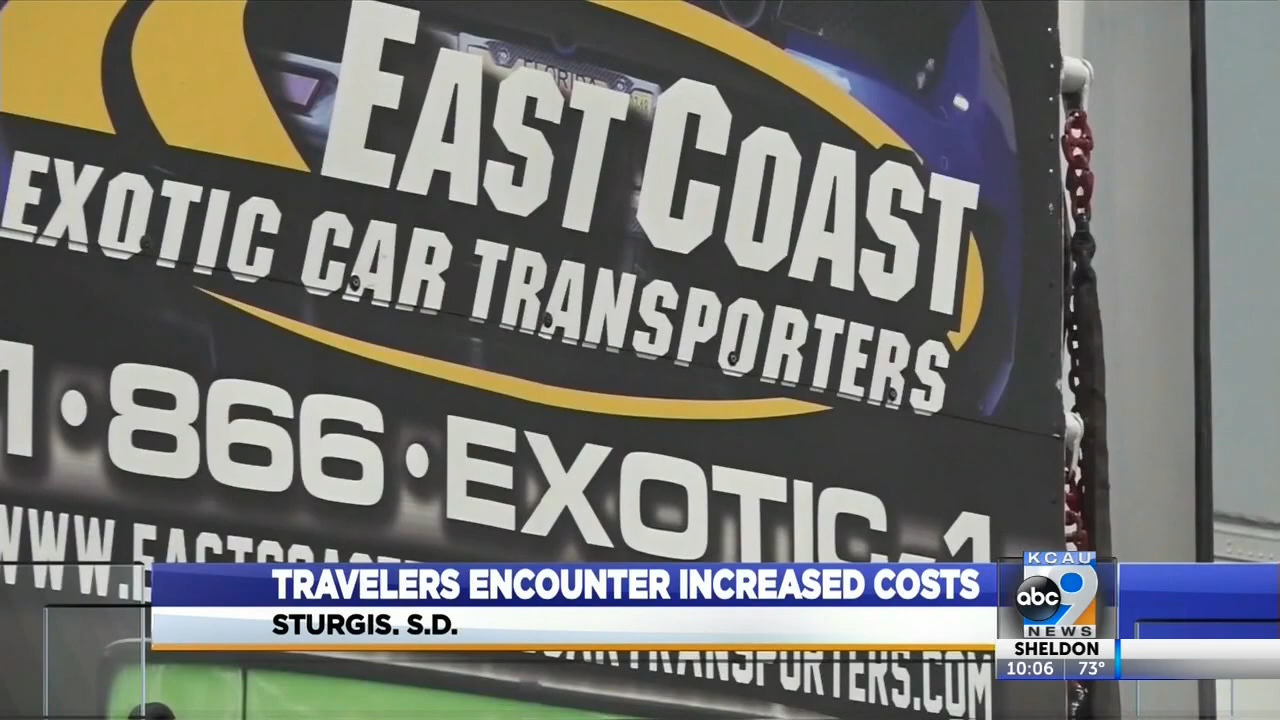 FLORIDA
EAST COAST
EXOTIC CAR TRANSPORTERS
1·866·EXOTIC-1
TRAVELERS ENCOUNTER INCREASED COSTS
STURGIS. S.D.
KCAU
abc 9
NEWS
SHELDON
10:06 73°